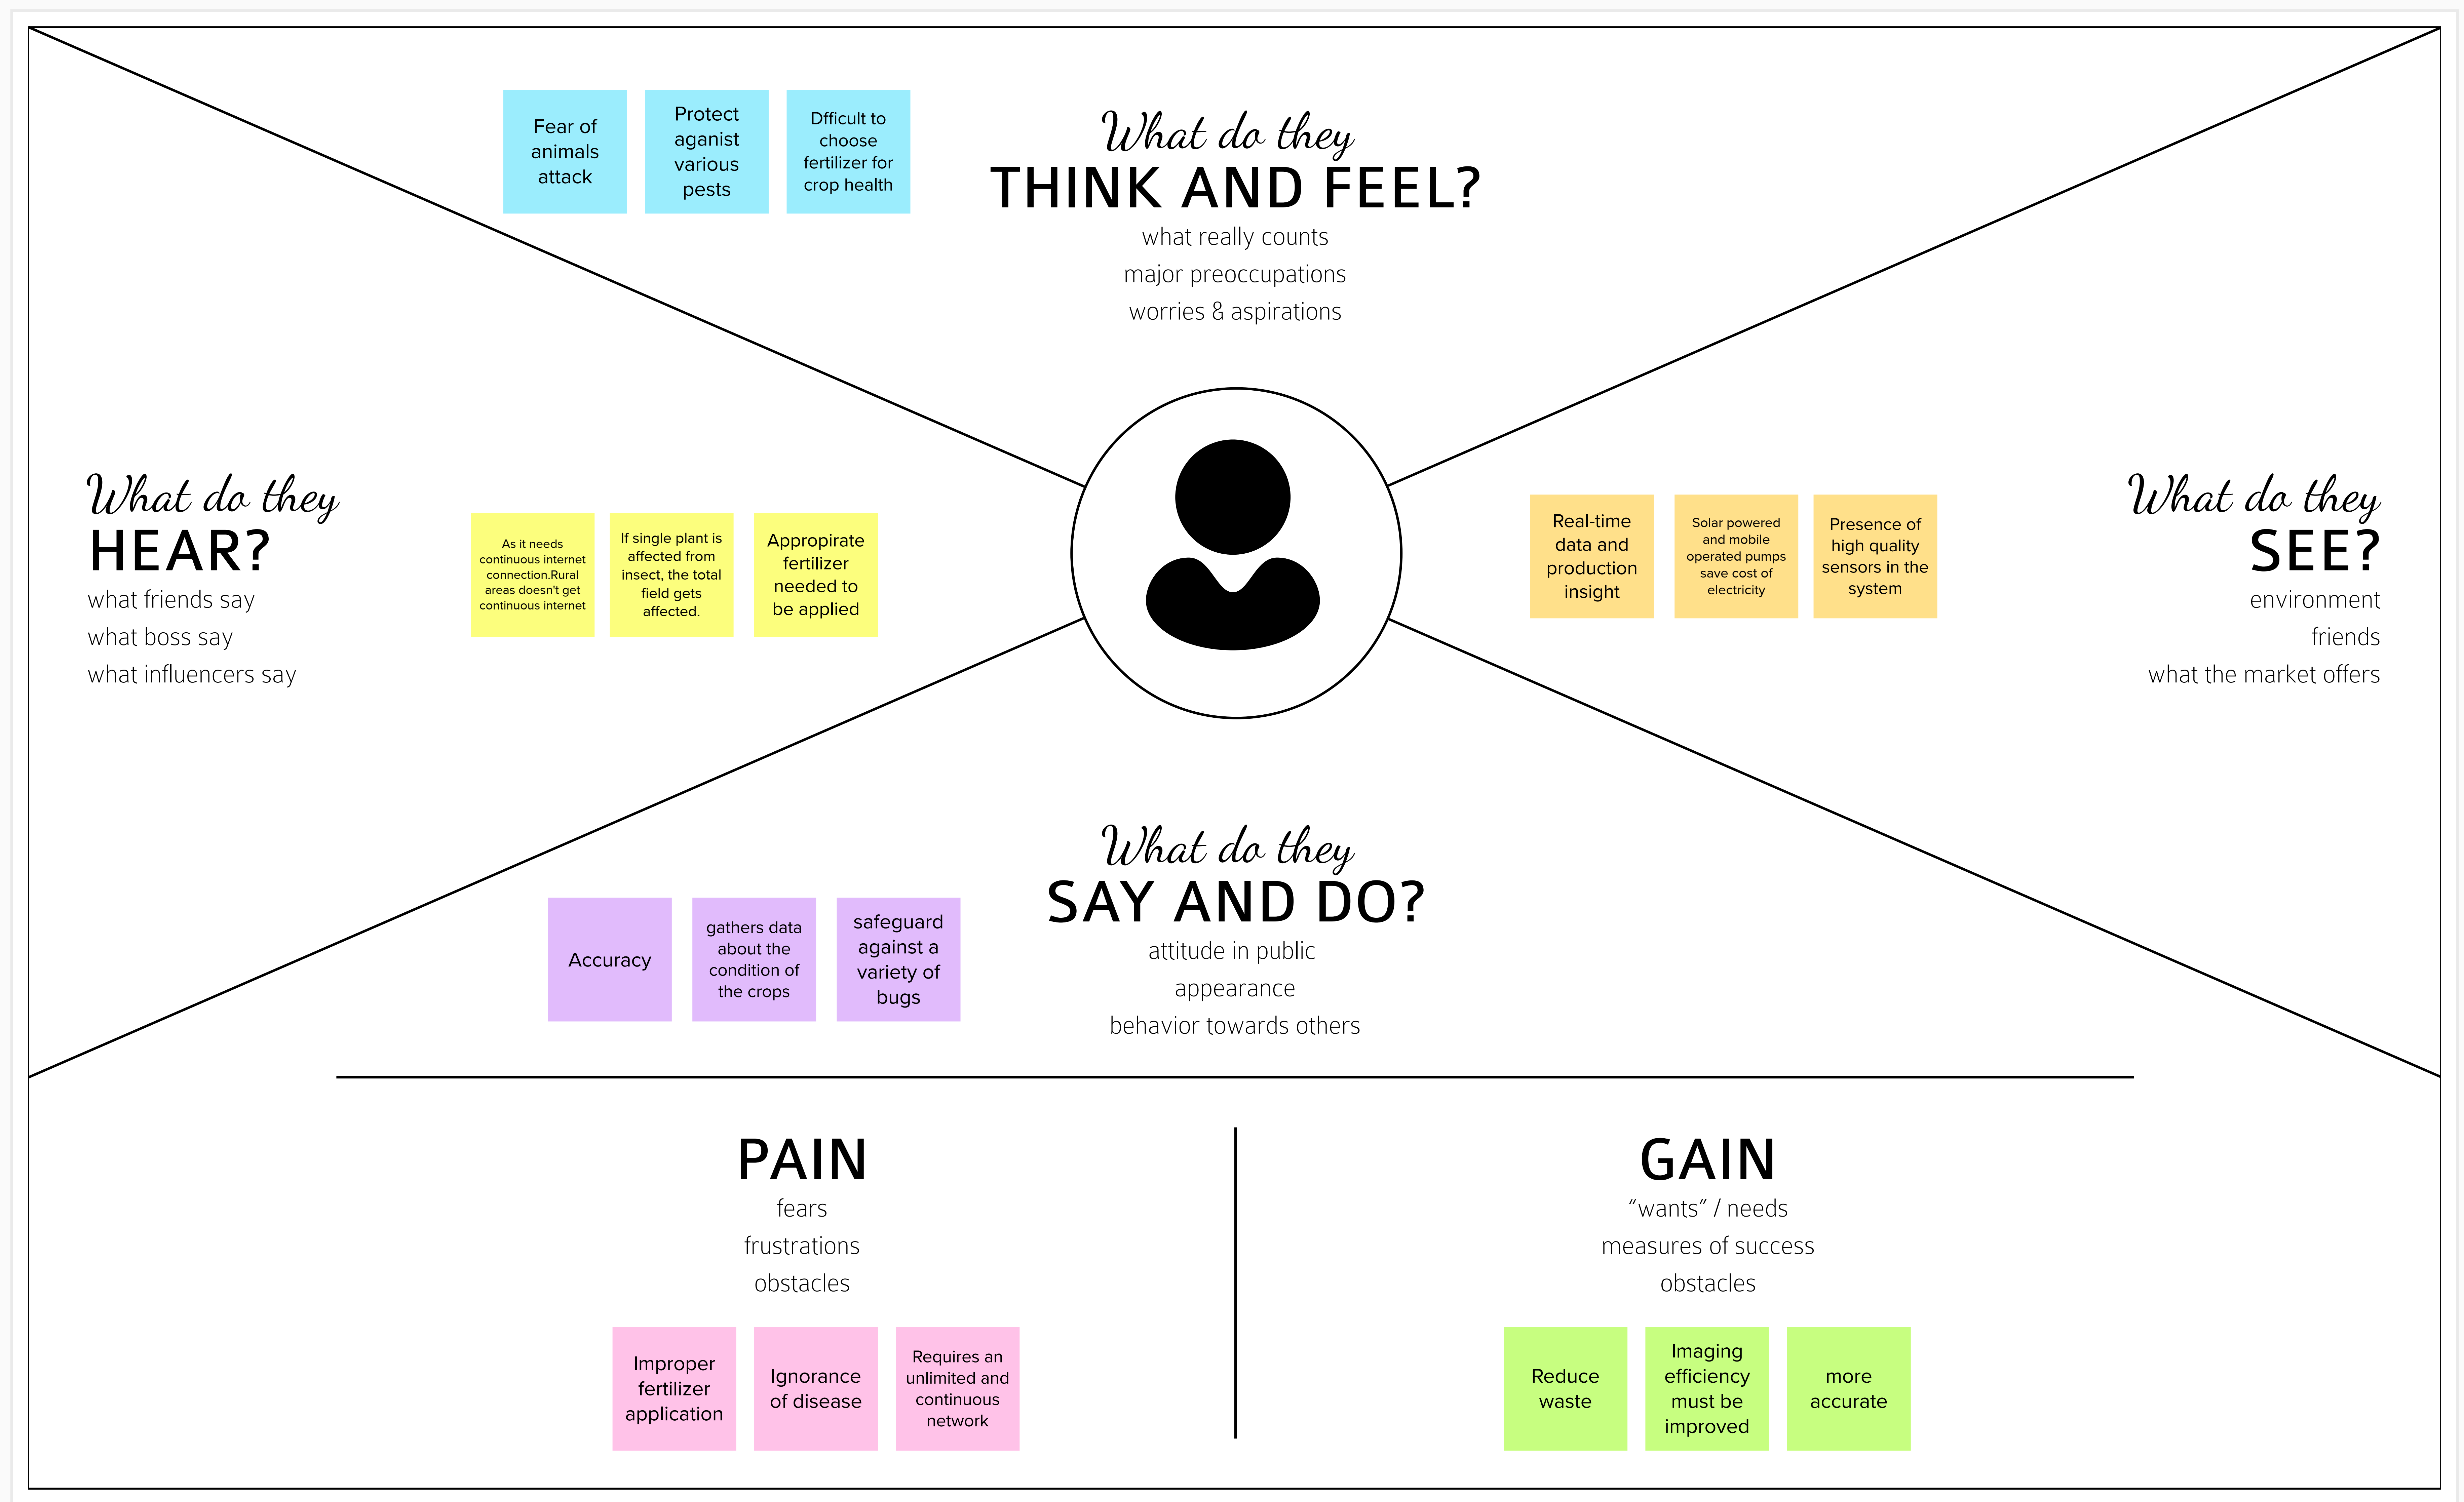 Fear of
animals
attack
Protect
aganist
various
pests
Dfficult to
choose
fertilizer for
crop health
What do they
THINK AND FEEL?
what really counts
major preoccupations
worries & aspirations
What do they
HEAR?
what friends say
what boss say
what influencers say
As it needs
continuous internet
connection.Rural
areas doesn't get
continuous internet
If single plant is
affected from
insect, the total
field gets
affected.
Appropirate
fertilizer
needed to
be applied
Real-time
data and
production
insight
Solar powered
and mobile
operated pumps
save cost of
electricity
Presence of
high quality
sensors in the
system
What do they
SEE?
environment
friends
what the market offers
What do they
SAY AND DO?
attitude in public
appearance
behavior towards others
Accuracy
gathers data
about the
condition of
the crops
safeguard
against a
variety of
bugs
PAIN
fears
frustrations
obstacles
Improper
fertilizer
application
Ignorance
of disease
Requires an
unlimited and
continuous
network
GAIN
“wants” / needs
measures of success
obstacles
Reduce
waste
Imaging
efficiency
must be
improved
more
accurate